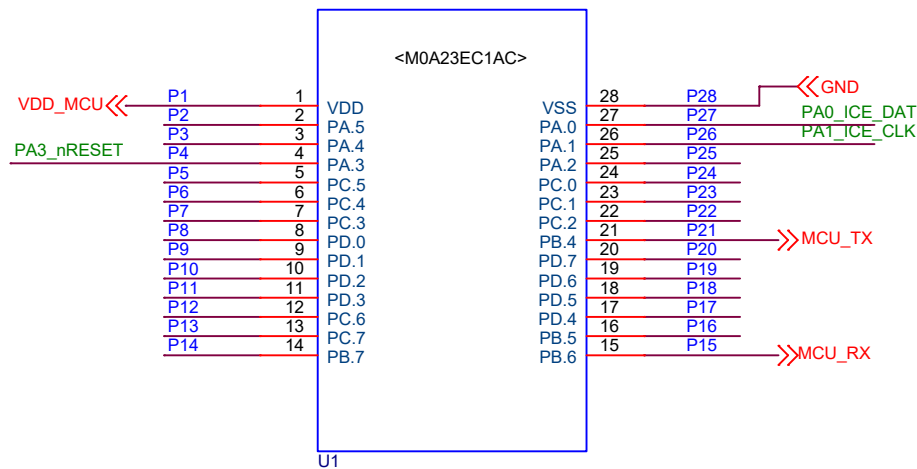 <M0A23EC1AC>
VDD_MCU P1 1 VDD VSS 28 P28 GND
P2 2 PA.5 PA.0 27 P27 PA0_ICE_DAT
P3 3 PA.4 PA.1 26 P26 PA1_ICE_CLK
PA3_nRESET P4 4 PA.3 PA.2 25 P25
P5 5 PC.5 PC.0 24 P24
P6 6 PC.4 PC.1 23 P23
P7 7 PC.3 PC.2 22 P22
P8 8 PD.0 PB.4 21 P21 MCU_TX
P9 9 PD.1 PD.7 20 P20
P10 10 PD.2 PD.6 19 P19
P11 11 PD.3 PD.5 18 P18
P12 12 PC.6 PD.4 17 P17
P13 13 PC.7 PB.5 16 P16
P14 14 PB.7 PB.6 15 P15 MCU_RX
U1